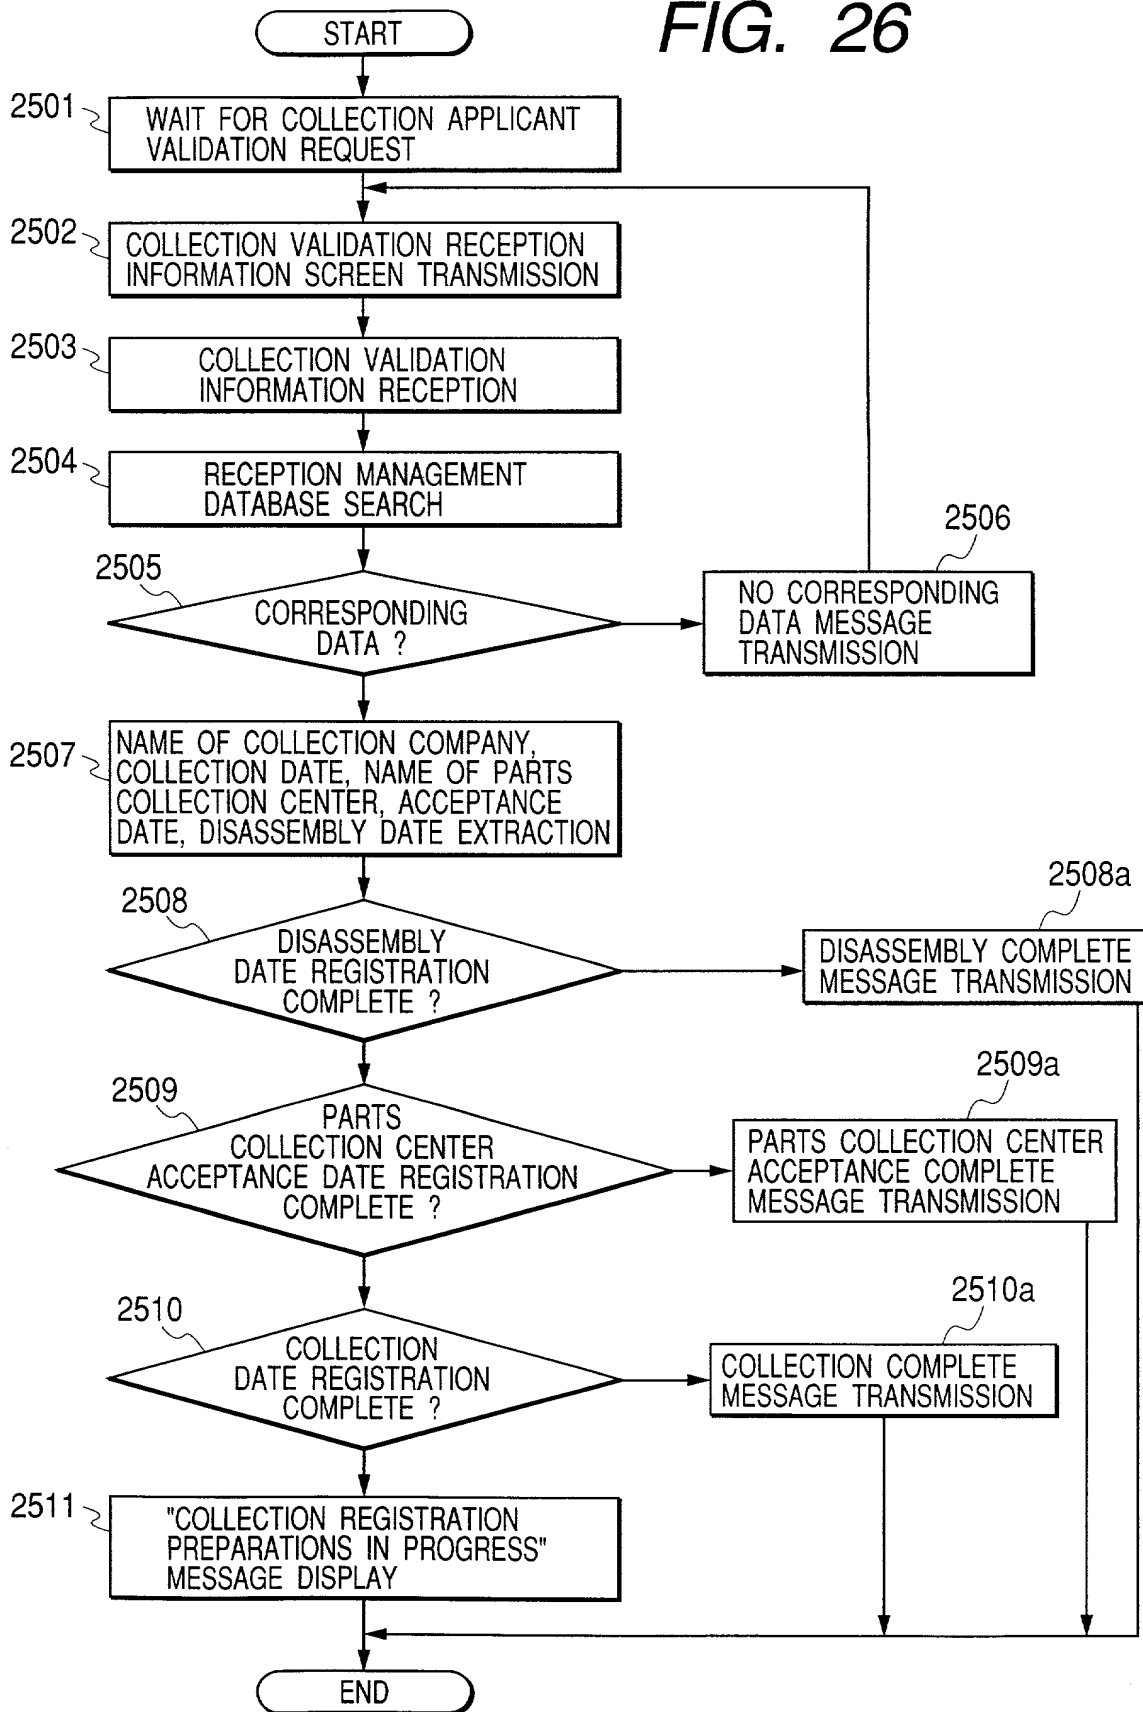 FIG. 26
START
2501
WAIT FOR COLLECTION APPLICANT
VALIDATION REQUEST
2502
COLLECTION VALIDATION RECEPTION
INFORMATION SCREEN TRANSMISSION
2503
COLLECTION VALIDATION
INFORMATION RECEPTION
2504
RECEPTION MANAGEMENT
DATABASE SEARCH
2505
CORRESPONDING
DATA ?
2506
NO CORRESPONDING
DATA MESSAGE
TRANSMISSION
2507
NAME OF COLLECTION COMPANY,
COLLECTION DATE, NAME OF PARTS
COLLECTION CENTER, ACCEPTANCE
DATE, DISASSEMBLY DATE EXTRACTION
2508
DISASSEMBLY
DATE REGISTRATION
COMPLETE ?
2508a
DISASSEMBLY COMPLETE
MESSAGE TRANSMISSION
2509
PARTS
COLLECTION CENTER
ACCEPTANCE DATE REGISTRATION
COMPLETE ?
2509a
PARTS COLLECTION CENTER
ACCEPTANCE COMPLETE
MESSAGE TRANSMISSION
2510
COLLECTION
DATE REGISTRATION
COMPLETE ?
2510a
COLLECTION COMPLETE
MESSAGE TRANSMISSION
2511
"COLLECTION REGISTRATION
PREPARATIONS IN PROGRESS"
MESSAGE DISPLAY
END